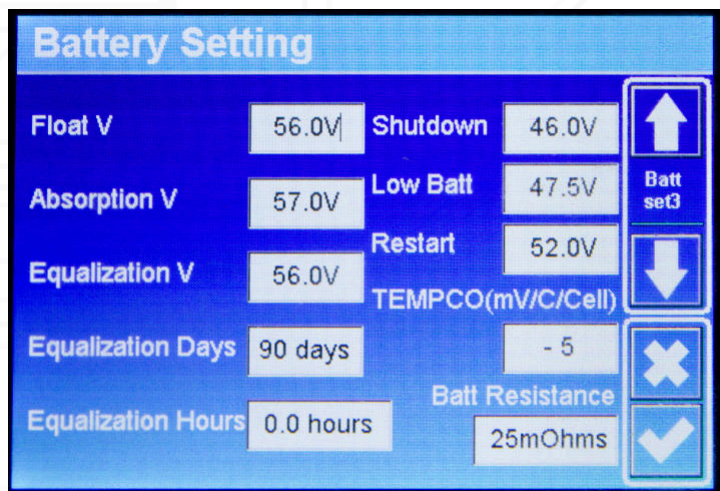 Battery Setting
Float V 56.0V
Absorption V 57.0V
Equalization V 56.0V
Equalization Days 90 days
Equalization Hours 0.0 hours
Shutdown 46.0V
Low Batt 47.5V
Restart 52.0V
TEMPCO(mV/C/Cell)
- 5
Batt Resistance
25mOhms
Batt
set3